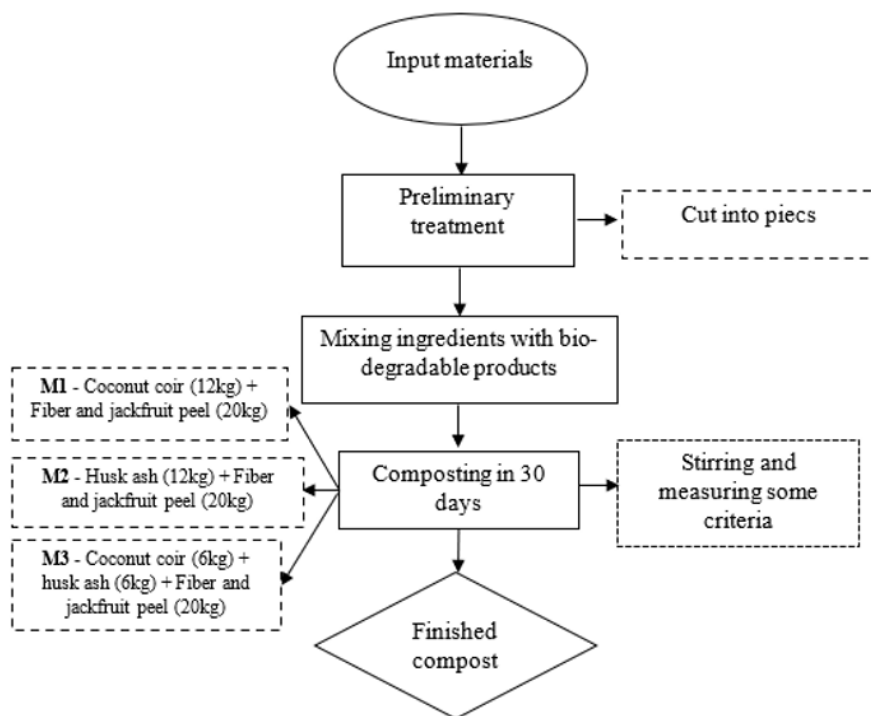 Input materials
Preliminary
treatment
Cut into piecs
Mixing ingredients with bio-
degradable products
M1 - Coconut coir (12kg) +
Fiber and jackfruit peel (20kg)
M2 - Husk ash (12kg) + Fiber
and jackfruit peel (20kg)
M3 - Coconut coir (6kg) +
husk ash (6kg) + Fiber and
jackfruit peel (20kg)
Composting in 30
days
Stirring and
measuring some
criteria
Finished
compost